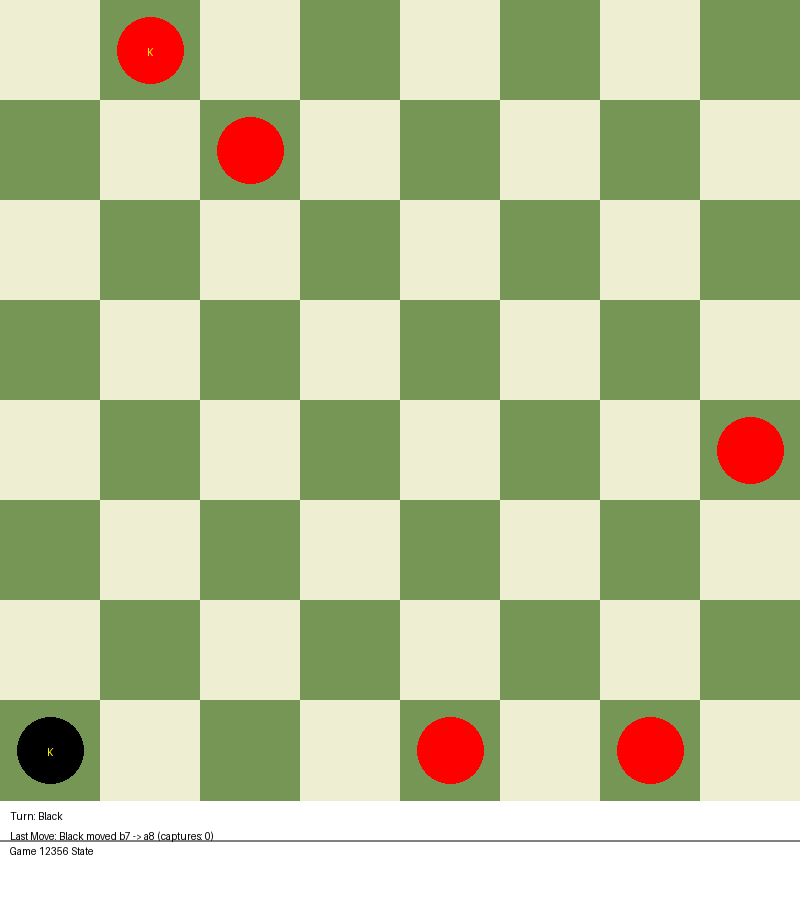 K
K
Turn: Black
Last Move: Black moved b7 -> a8 (captures: 0)
Game 12356 State